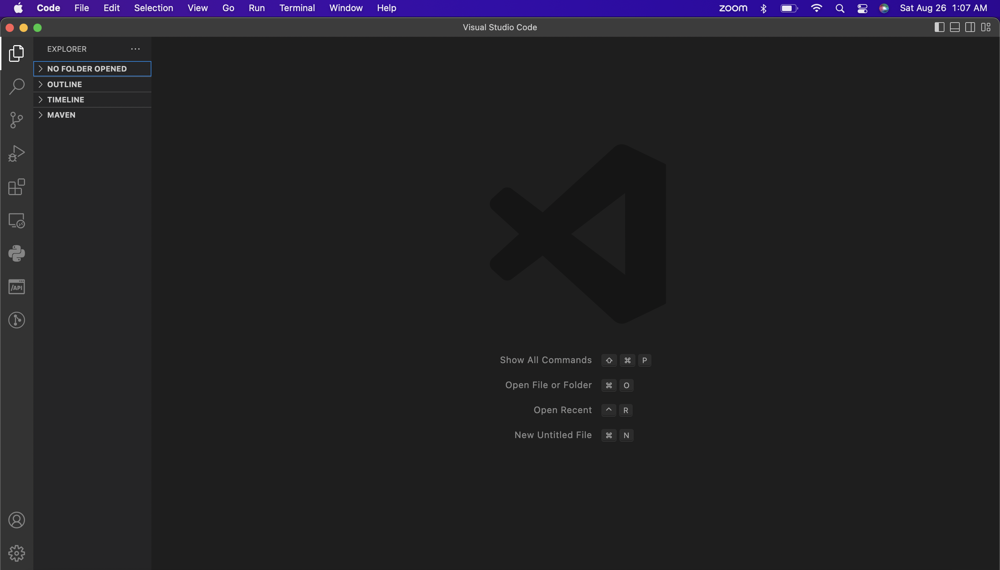 Code File Edit Selection View Go Run Terminal Window Help zoom Sat Aug 26 1:07 AM
Visual Studio Code
EXPLORER
NO FOLDER OPENED
OUTLINE
TIMELINE
MAVEN
/API
Show All Commands ⇧ ⌘ P
Open File or Folder ⌘ O
Open Recent ^ R
New Untitled File ⌘ N